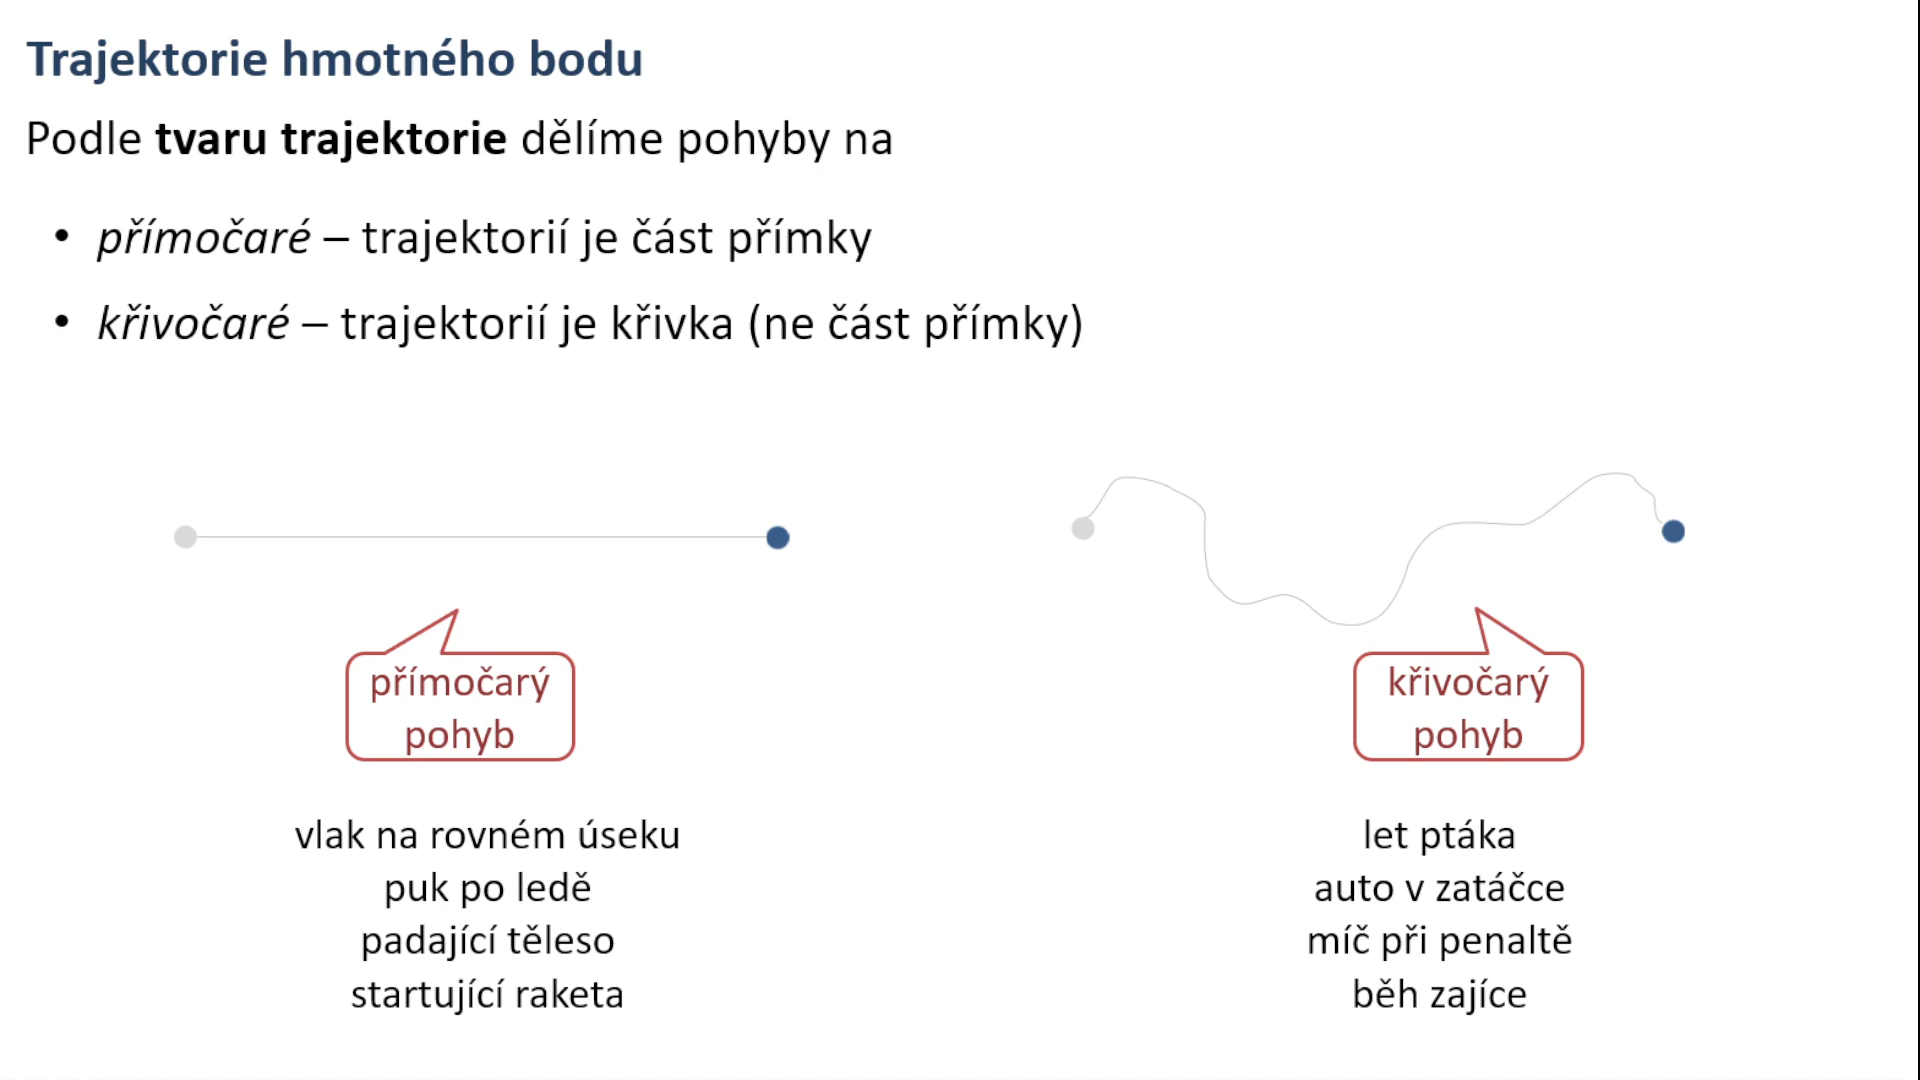 Trajektorie hmotného bodu
Podle tvaru trajektorie dělíme pohyby na
• přímočaré – trajektorií je část přímky
• křivočaré – trajektorií je křivka (ne část přímky)
přímočarý
pohyb
křivočarý
pohyb
vlak na rovném úseku
puk po ledě
padající těleso
startující raketa
let ptáka
auto v zatáčce
míč při penaltě
běh zajíce